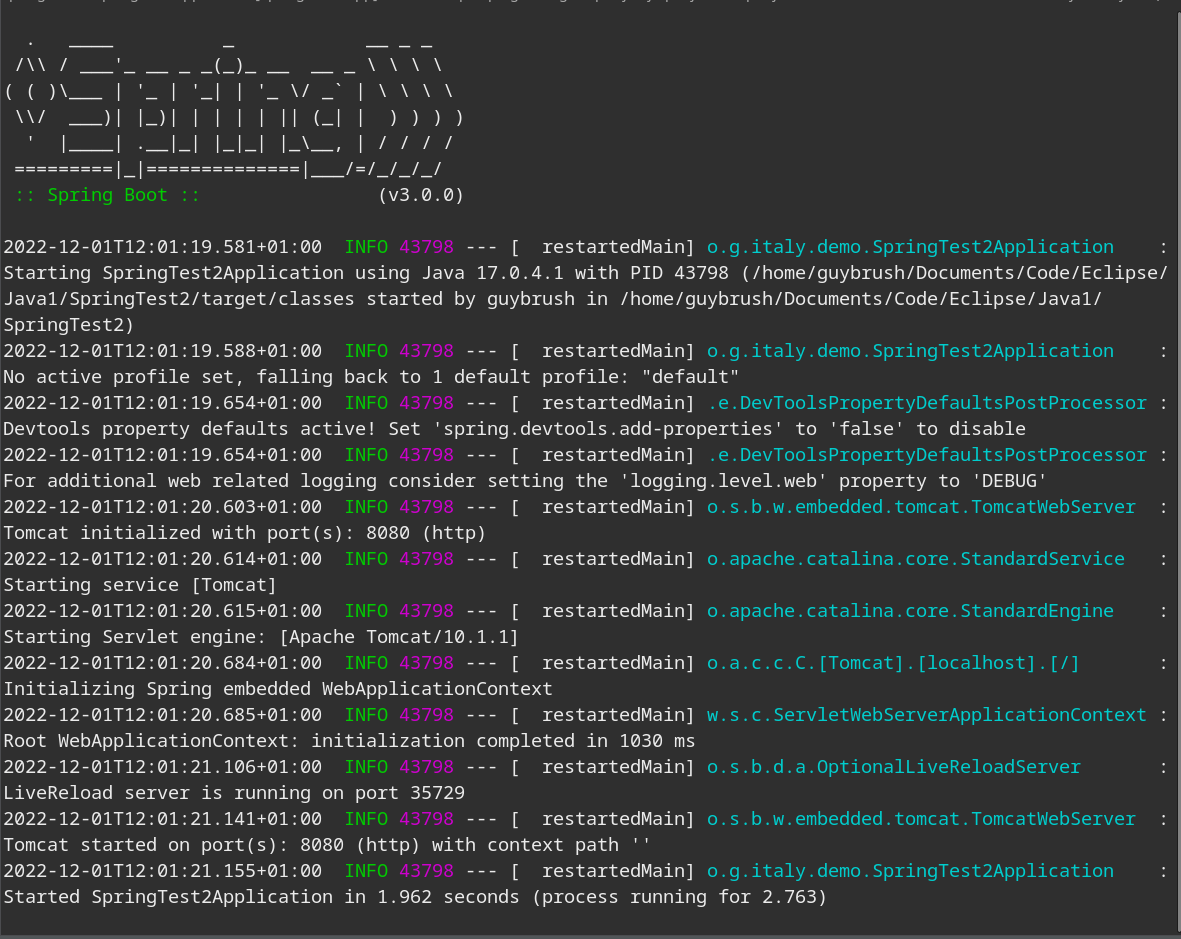 .   ____          _            __ _ _
 /\\ / ___'_ __ _ _(_)_ __  __ _ \ \ \ \
( ( )\___ | '_ | '_| | '_ \/ _` | \ \ \ \
 \\/  ___)| |_)| | | | | || (_| |  ) ) ) )
  '  |____| .__|_| |_|_| |_\__, | / / / /
 =========|_|==============|___/=/_/_/_/
 :: Spring Boot ::                (v3.0.0)
2022-12-01T12:01:19.581+01:00  INFO 43798 --- [  restartedMain] o.g.italy.demo.SpringTest2Application    :
Starting SpringTest2Application using Java 17.0.4.1 with PID 43798 (/home/guybrush/Documents/Code/Eclipse/
Java1/SpringTest2/target/classes started by guybrush in /home/guybrush/Documents/Code/Eclipse/Java1/
SpringTest2)
2022-12-01T12:01:19.588+01:00  INFO 43798 --- [  restartedMain] o.g.italy.demo.SpringTest2Application    :
No active profile set, falling back to 1 default profile: "default"
2022-12-01T12:01:19.654+01:00  INFO 43798 --- [  restartedMain] .e.DevToolsPropertyDefaultsPostProcessor :
Devtools property defaults active! Set 'spring.devtools.add-properties' to 'false' to disable
2022-12-01T12:01:19.654+01:00  INFO 43798 --- [  restartedMain] .e.DevToolsPropertyDefaultsPostProcessor :
For additional web related logging consider setting the 'logging.level.web' property to 'DEBUG'
2022-12-01T12:01:20.603+01:00  INFO 43798 --- [  restartedMain] o.s.b.w.embedded.tomcat.TomcatWebServer  :
Tomcat initialized with port(s): 8080 (http)
2022-12-01T12:01:20.614+01:00  INFO 43798 --- [  restartedMain] o.apache.catalina.core.StandardService   :
Starting service [Tomcat]
2022-12-01T12:01:20.615+01:00  INFO 43798 --- [  restartedMain] o.apache.catalina.core.StandardEngine    :
Starting Servlet engine: [Apache Tomcat/10.1.1]
2022-12-01T12:01:20.684+01:00  INFO 43798 --- [  restartedMain] o.a.c.c.C.[Tomcat].[localhost].[/]       :
Initializing Spring embedded WebApplicationContext
2022-12-01T12:01:20.685+01:00  INFO 43798 --- [  restartedMain] w.s.c.ServletWebServerApplicationContext :
Root WebApplicationContext: initialization completed in 1030 ms
2022-12-01T12:01:21.106+01:00  INFO 43798 --- [  restartedMain] o.s.b.d.a.OptionalLiveReloadServer       :
LiveReload server is running on port 35729
2022-12-01T12:01:21.141+01:00  INFO 43798 --- [  restartedMain] o.s.b.w.embedded.tomcat.TomcatWebServer  :
Tomcat started on port(s): 8080 (http) with context path ''
2022-12-01T12:01:21.155+01:00  INFO 43798 --- [  restartedMain] o.g.italy.demo.SpringTest2Application    :
Started SpringTest2Application in 1.962 seconds (process running for 2.763)